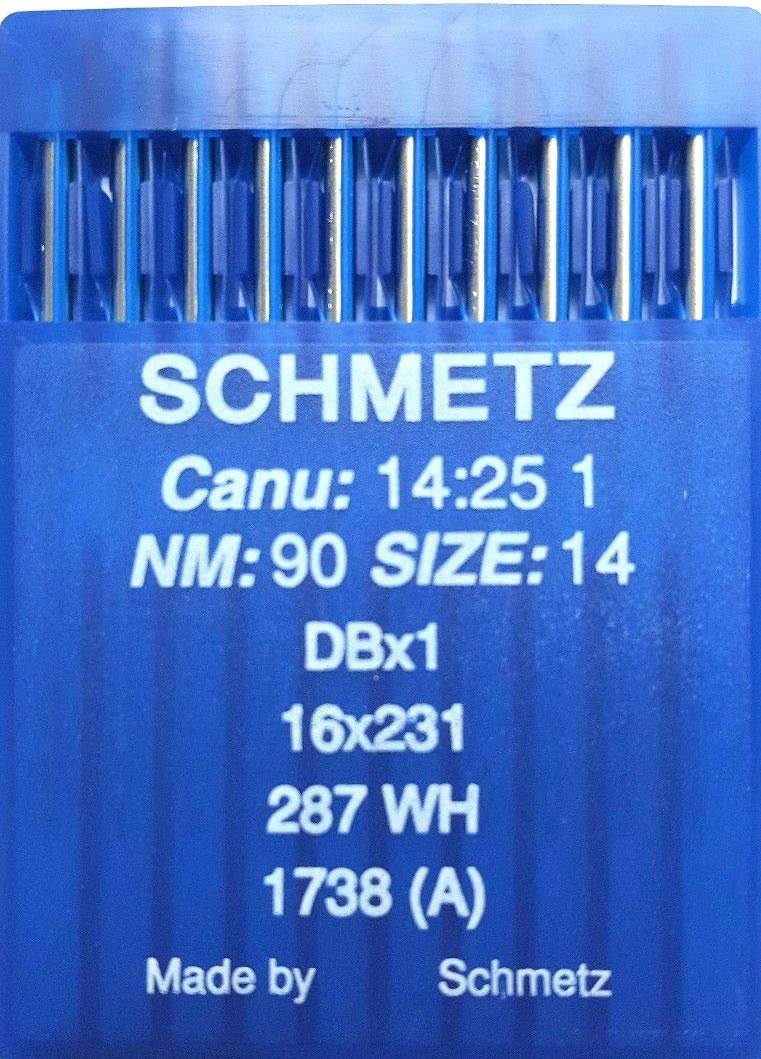 SCHMETZ
Canu: 14:25 1
NM: 90 SIZE: 14
DBx1
16x231
287 WH
1738 (A)
Made by Schmetz